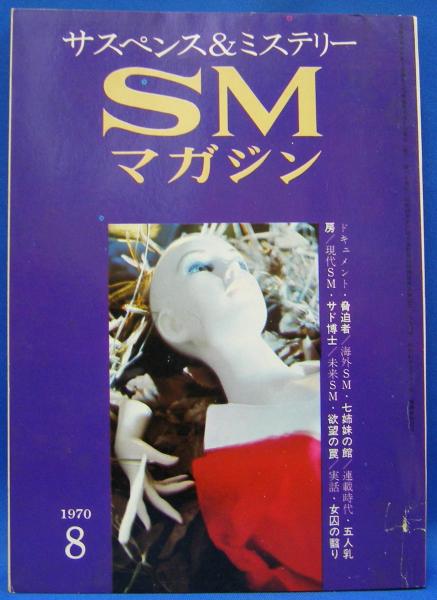 サスペンス&ミステリー
SM
マガジン
ドキュメント・脅迫者/海外SM・七姉妹の館/連載時代・五人乳
房/現代SM・サド博士/未来SM・欲望の罠/実話・女囚の翳り
1970
8